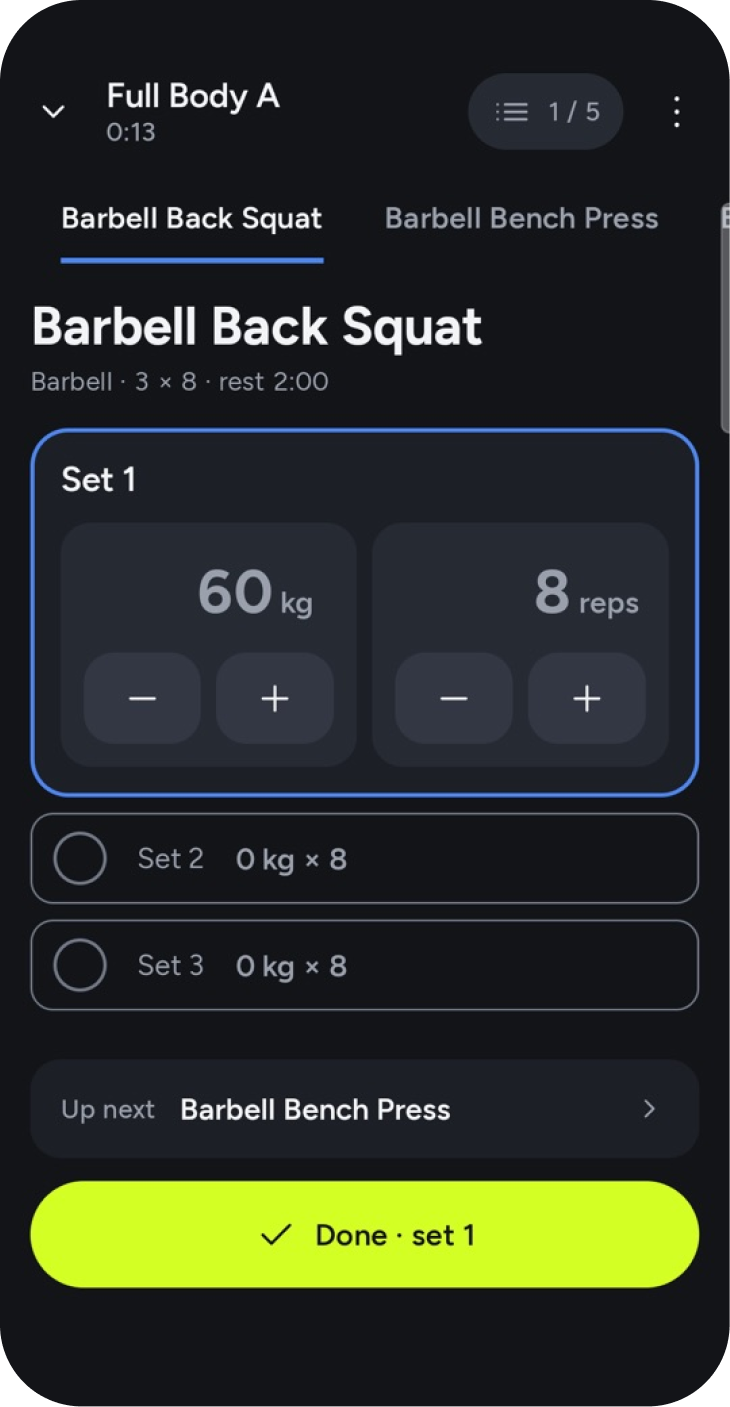 Full Body A
0:13
1 / 5
Barbell Back Squat Barbell Bench Press
Barbell Back Squat
Barbell · 3 × 8 · rest 2:00
Set 1
60 kg 8 reps
− + − +
Set 2 0 kg × 8
Set 3 0 kg × 8
Up next Barbell Bench Press
Done · set 1